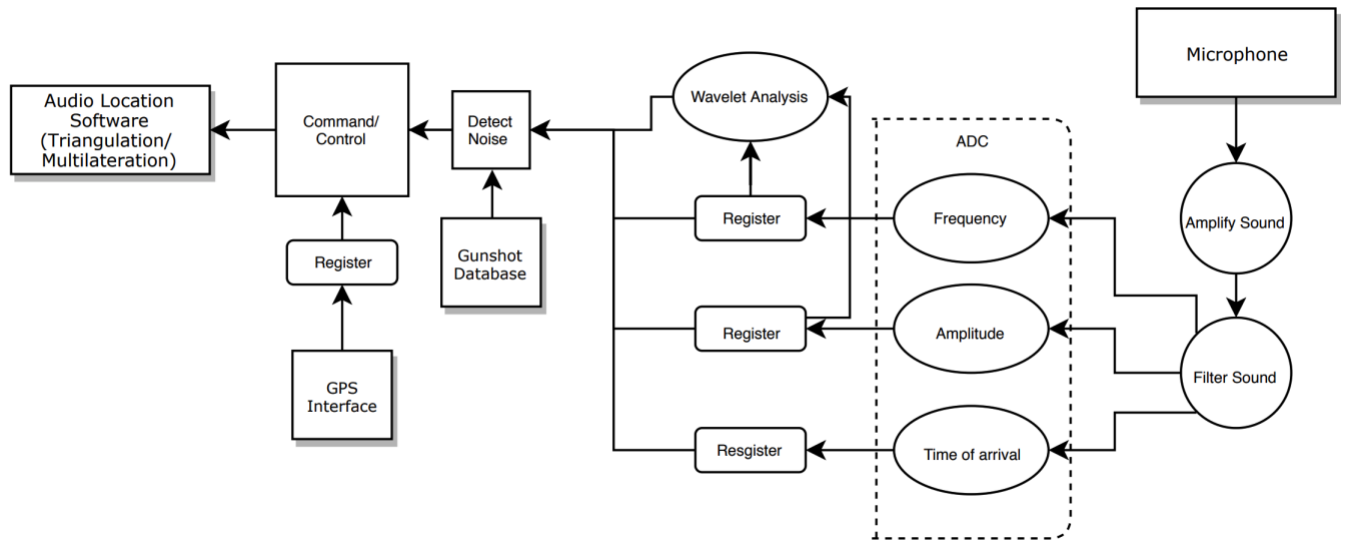 Audio Location
Software
(Triangulation/
Multilateration)
Command/
Control
Register
GPS
Interface
Detect
Noise
Gunshot
Database
Wavelet Analysis
Register
Register
Resgister
ADC
Frequency
Amplitude
Time of arrival
Microphone
Amplify Sound
Filter Sound